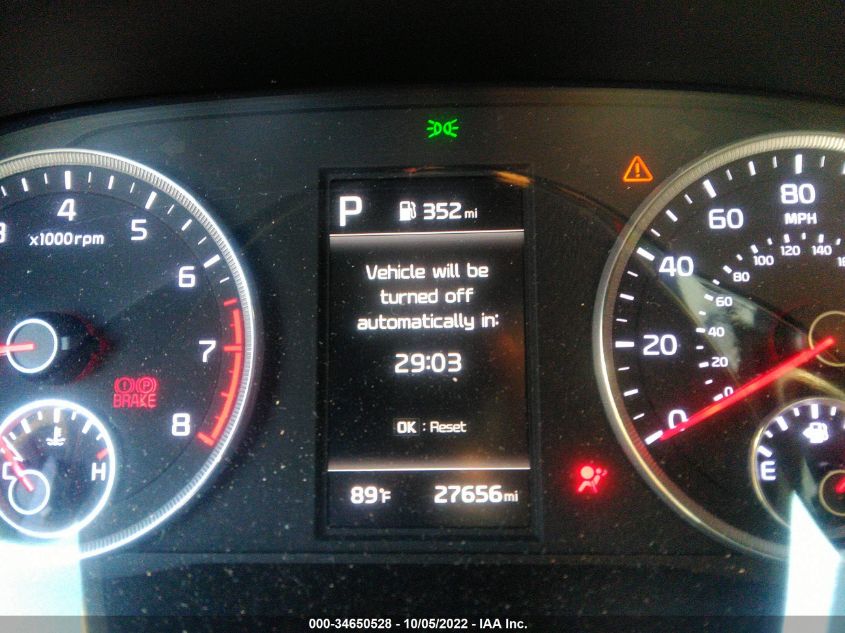 P 352 mi
Vehicle will be
turned off
automatically in:
29:03
OK : Reset
89°F 27656 mi
3 4 5 6 7 8
x1000rpm
BRAKE
C H
0 20 40 60 80
MPH
0 20 40 60 80 100 120 140
E
000-34650528 - 10/05/2022 - IAA Inc.